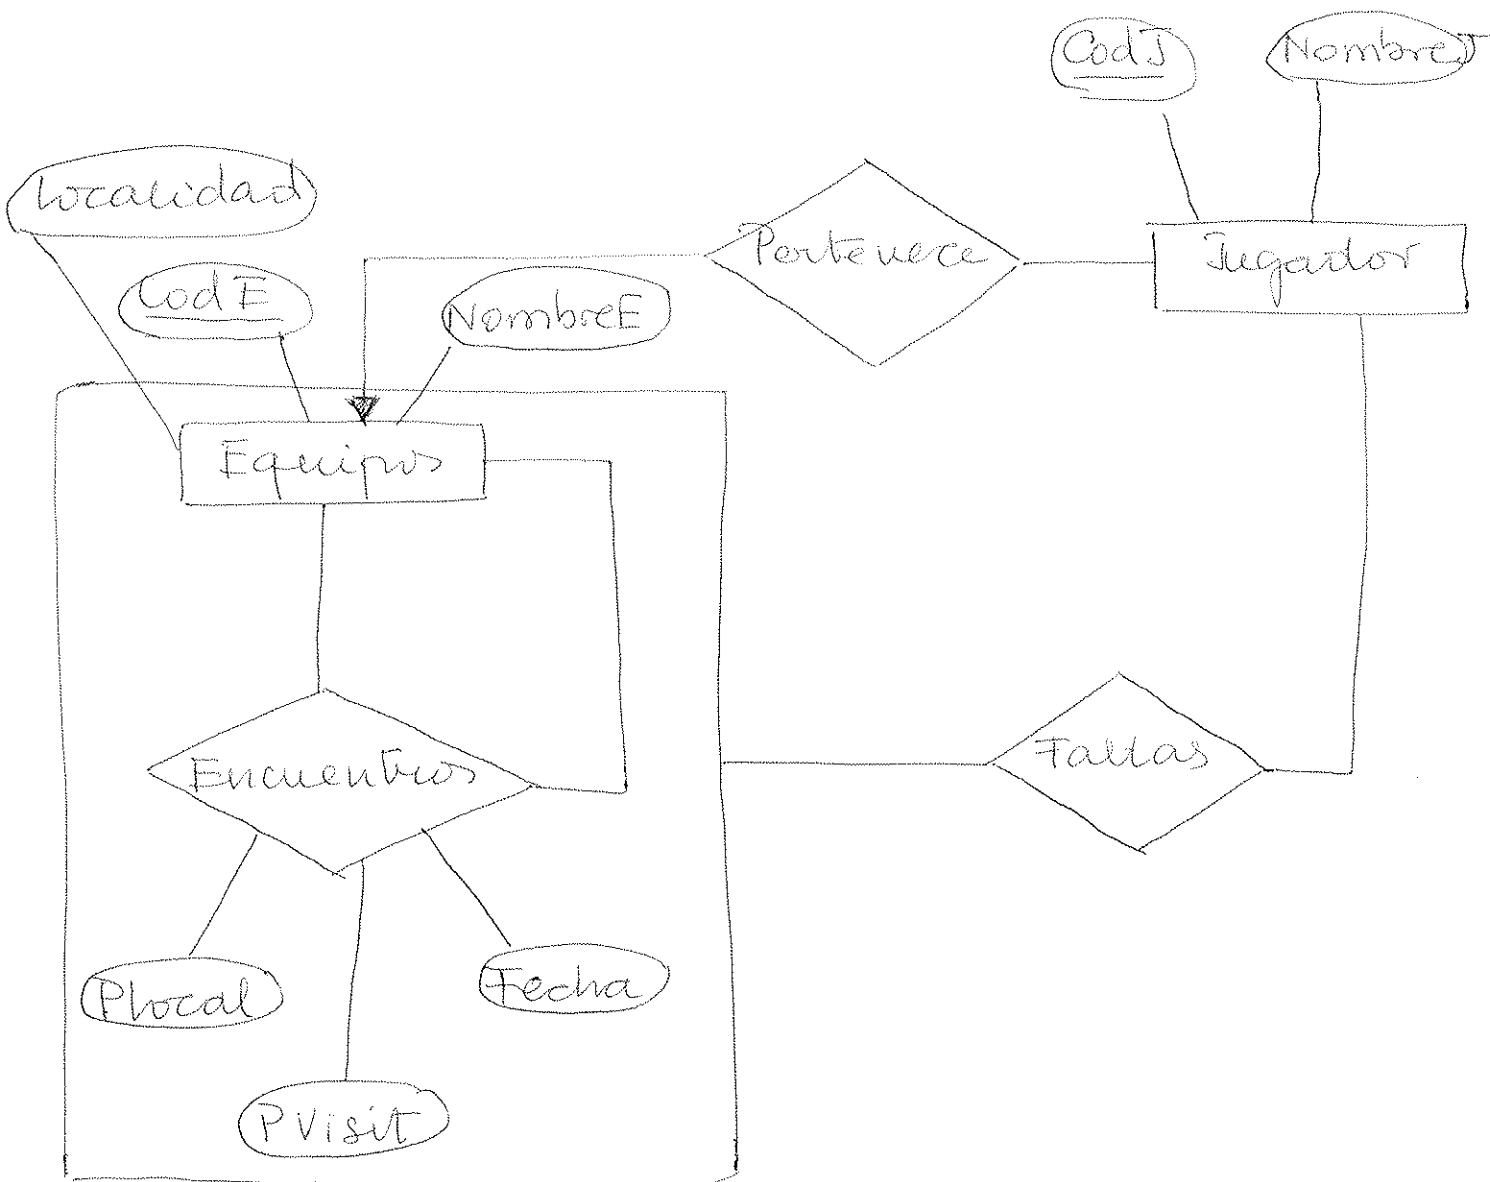 CodJ
NombreJ
Localidad
Pertenece
Jugador
CodE
NombreE
Equipos
Encuentros
Faltas
PLocal
Fecha
PVisit